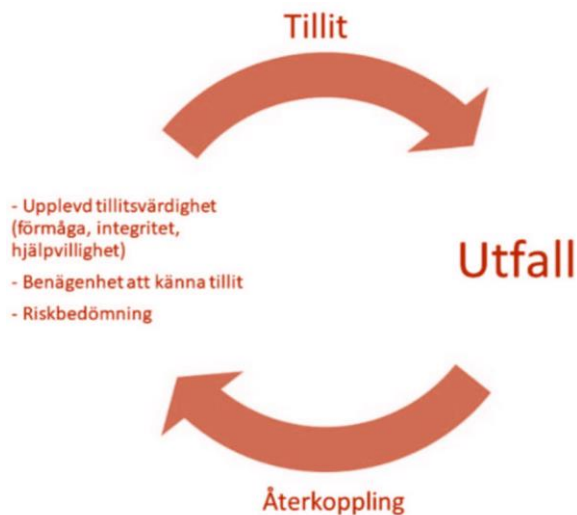 Tillit
- Upplevd tillitsvärdighet
(förmåga, integritet,
hjälpvillighet)
- Benägenhet att känna tillit
- Riskbedömning
Utfall
Återkoppling